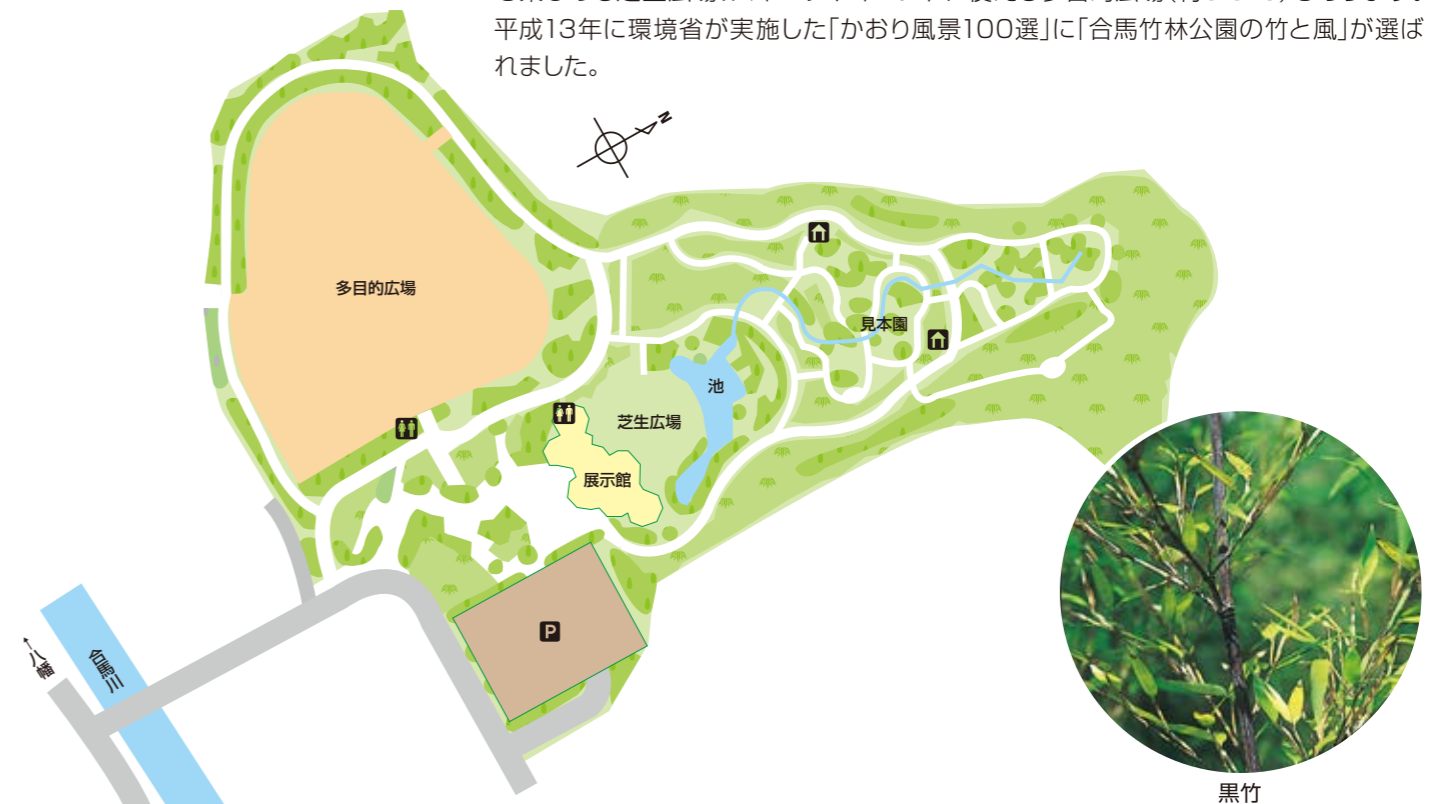 平成13年に環境省が実施した「かおり風景100選」に「合馬竹林公園の竹と風」が選ば
れました。
N
多目的広場
見本園
池
芝生広場
展示館
P
←八幡
合馬川
黒竹